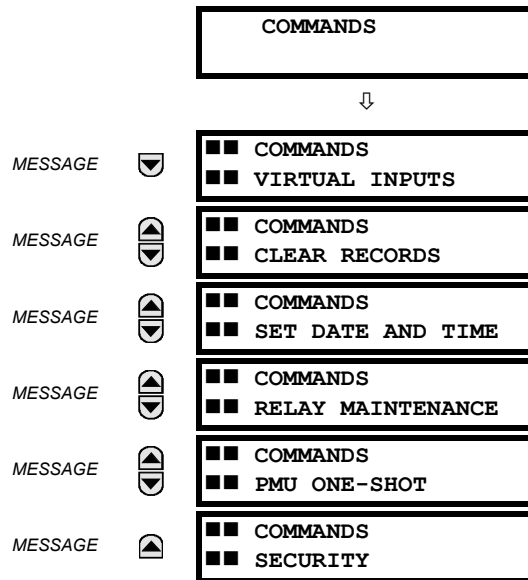 COMMANDS
⇩
MESSAGE
■■ COMMANDS
■■ VIRTUAL INPUTS
MESSAGE
■■ COMMANDS
■■ CLEAR RECORDS
MESSAGE
■■ COMMANDS
■■ SET DATE AND TIME
MESSAGE
■■ COMMANDS
■■ RELAY MAINTENANCE
MESSAGE
■■ COMMANDS
■■ PMU ONE-SHOT
MESSAGE
■■ COMMANDS
■■ SECURITY